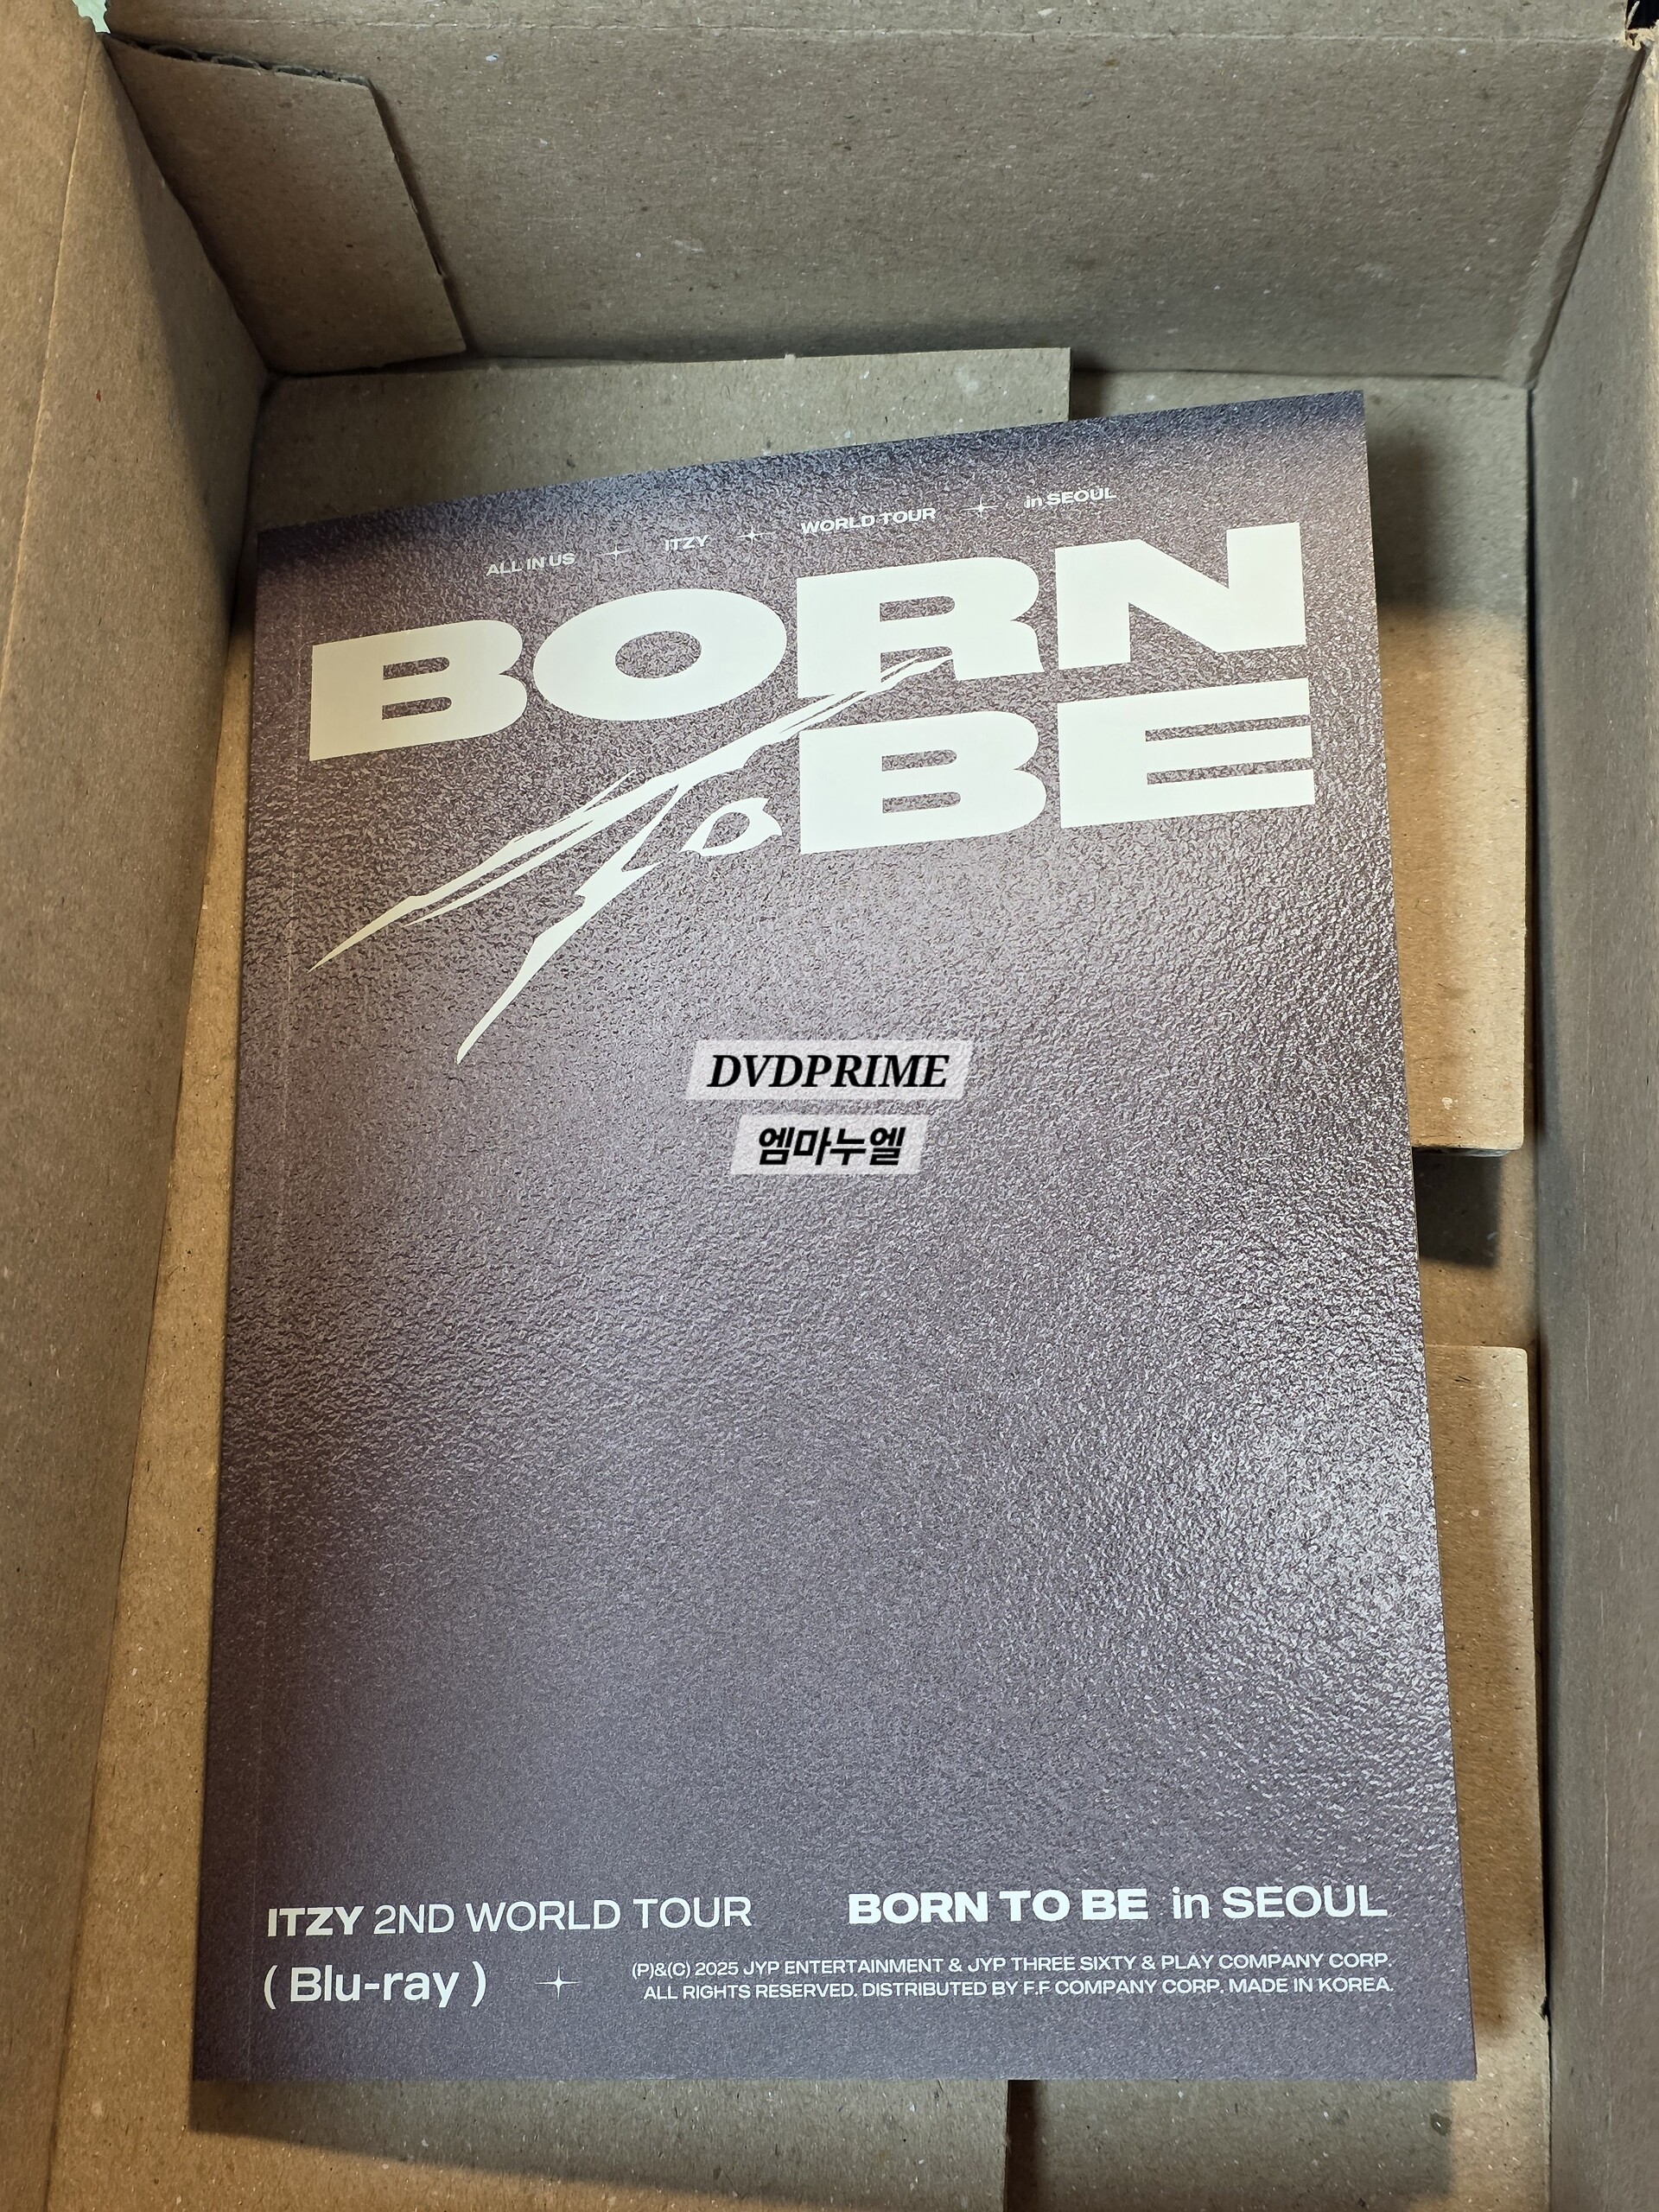 ALL IN US ITZY WORLD TOUR in SEOUL
BORN
TO BE
DVDPRIME
엠마누엘
ITZY 2ND WORLD TOUR BORN TO BE in SEOUL
( Blu-ray ) (P)&(C) 2025 JYP ENTERTAINMENT & JYP THREE SIXTY & PLAY COMPANY CORP.
ALL RIGHTS RESERVED. DISTRIBUTED BY F.F COMPANY CORP. MADE IN KOREA.